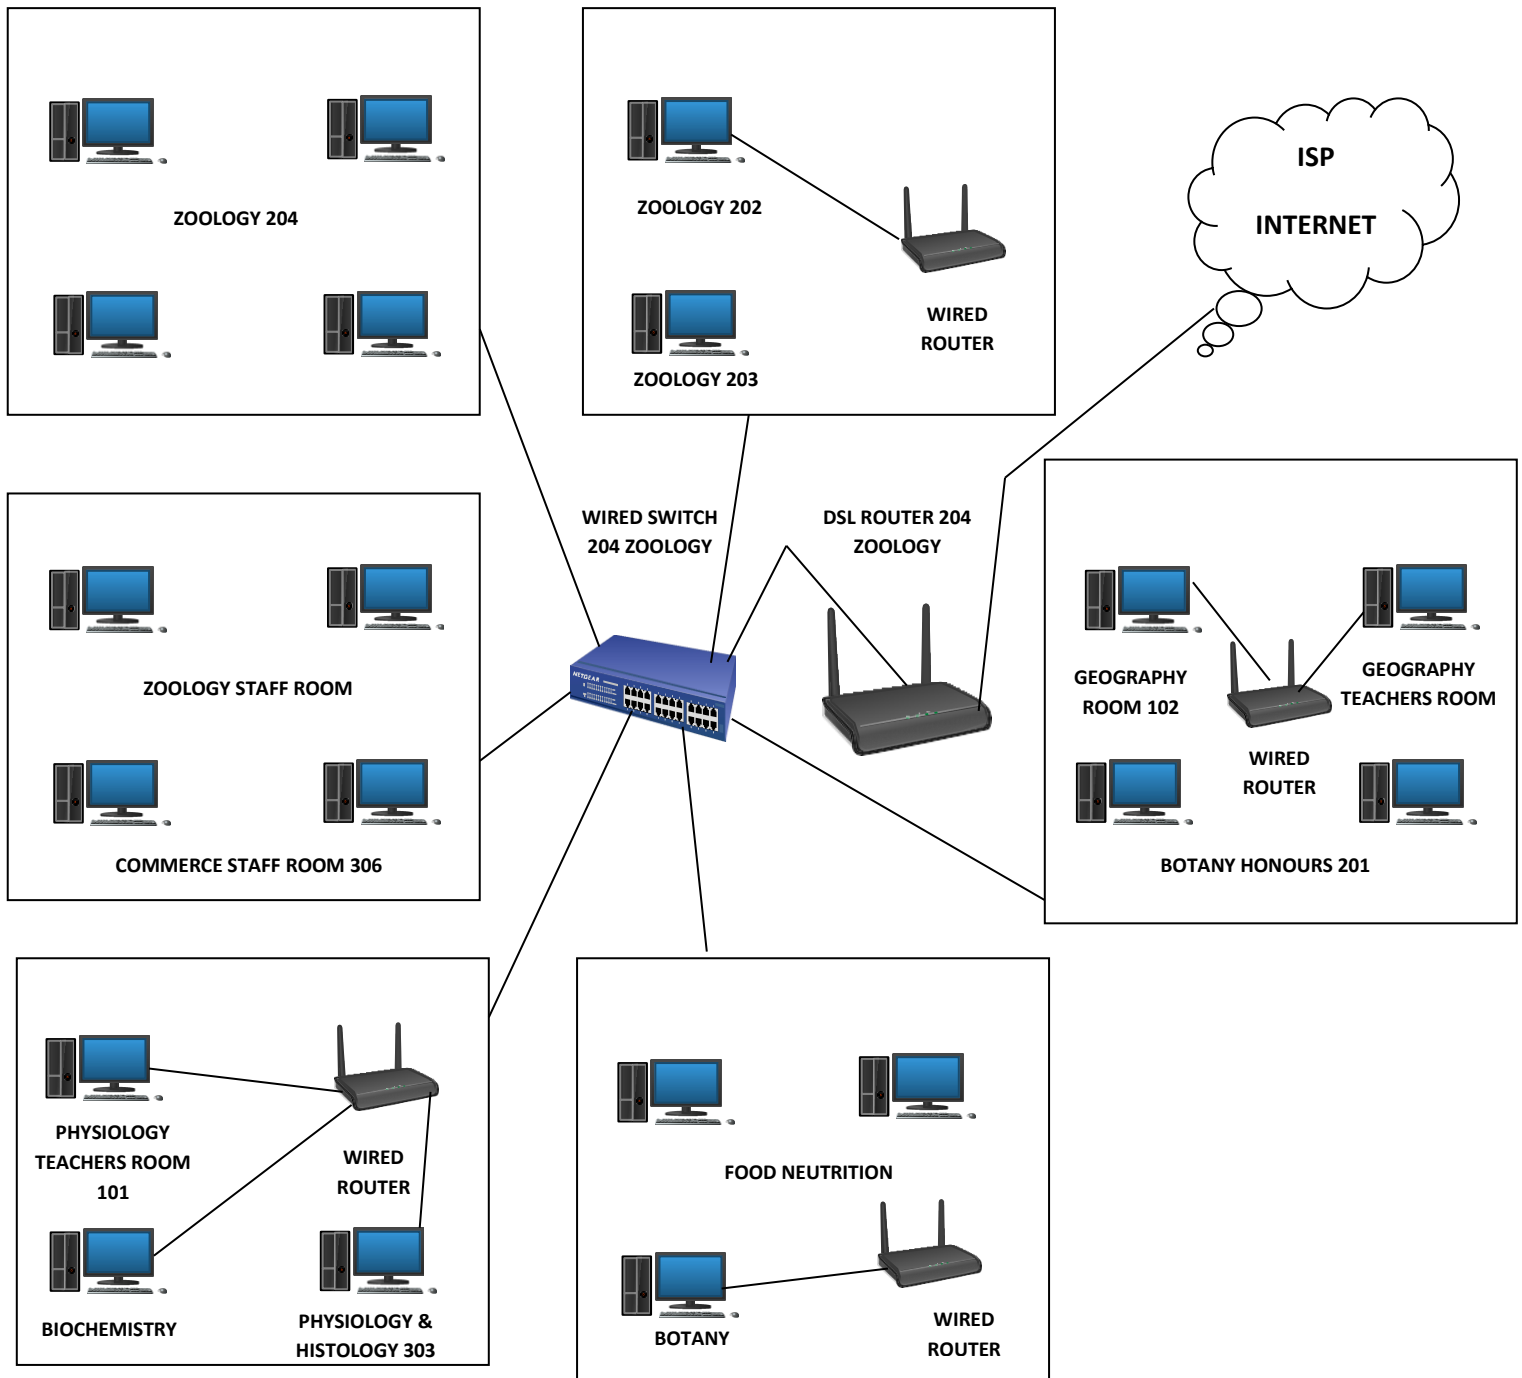 ZOOLOGY 204
ZOOLOGY 202
WIRED
ROUTER
ZOOLOGY 203
ISP
INTERNET
ZOOLOGY STAFF ROOM
COMMERCE STAFF ROOM 306
WIRED SWITCH
204 ZOOLOGY
NETGEAR
DSL ROUTER 204
ZOOLOGY
GEOGRAPHY
ROOM 102
GEOGRAPHY
TEACHERS ROOM
WIRED
ROUTER
BOTANY HONOURS 201
PHYSIOLOGY
TEACHERS ROOM
101
WIRED
ROUTER
BIOCHEMISTRY
PHYSIOLOGY &
HISTOLOGY 303
FOOD NEUTRITION
BOTANY
WIRED
ROUTER